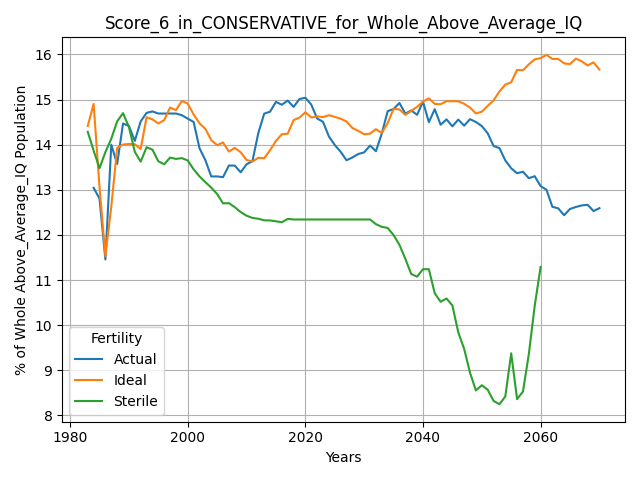 Score_6_in_CONSERVATIVE_for_Whole_Above_Average_IQ
% of Whole Above_Average_IQ Population
16
15
14
13
12
11
10
9
8
Fertility
Actual
Ideal
Sterile
1980
2000
2020
2040
2060
Years